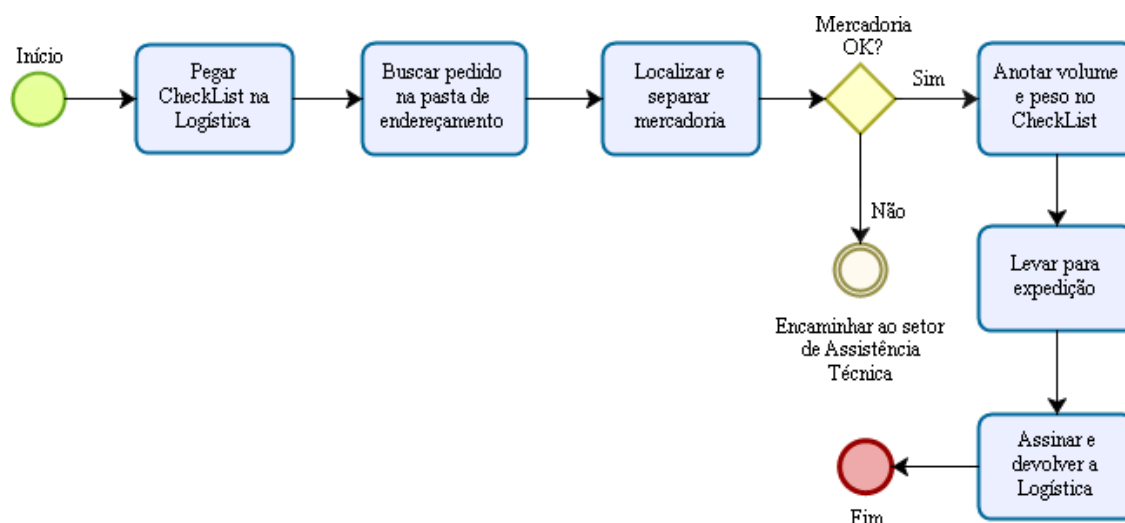 Início
Pegar
CheckList na
Logística
Buscar pedido
na pasta de
endereçamento
Localizar e
separar
mercadoria
Mercadoria
OK?
Sim
Anotar volume
e peso no
CheckList
Não
Encaminhar ao setor
de Assistência
Técnica
Levar para
expedição
Assinar e
devolver a
Logística
Fim